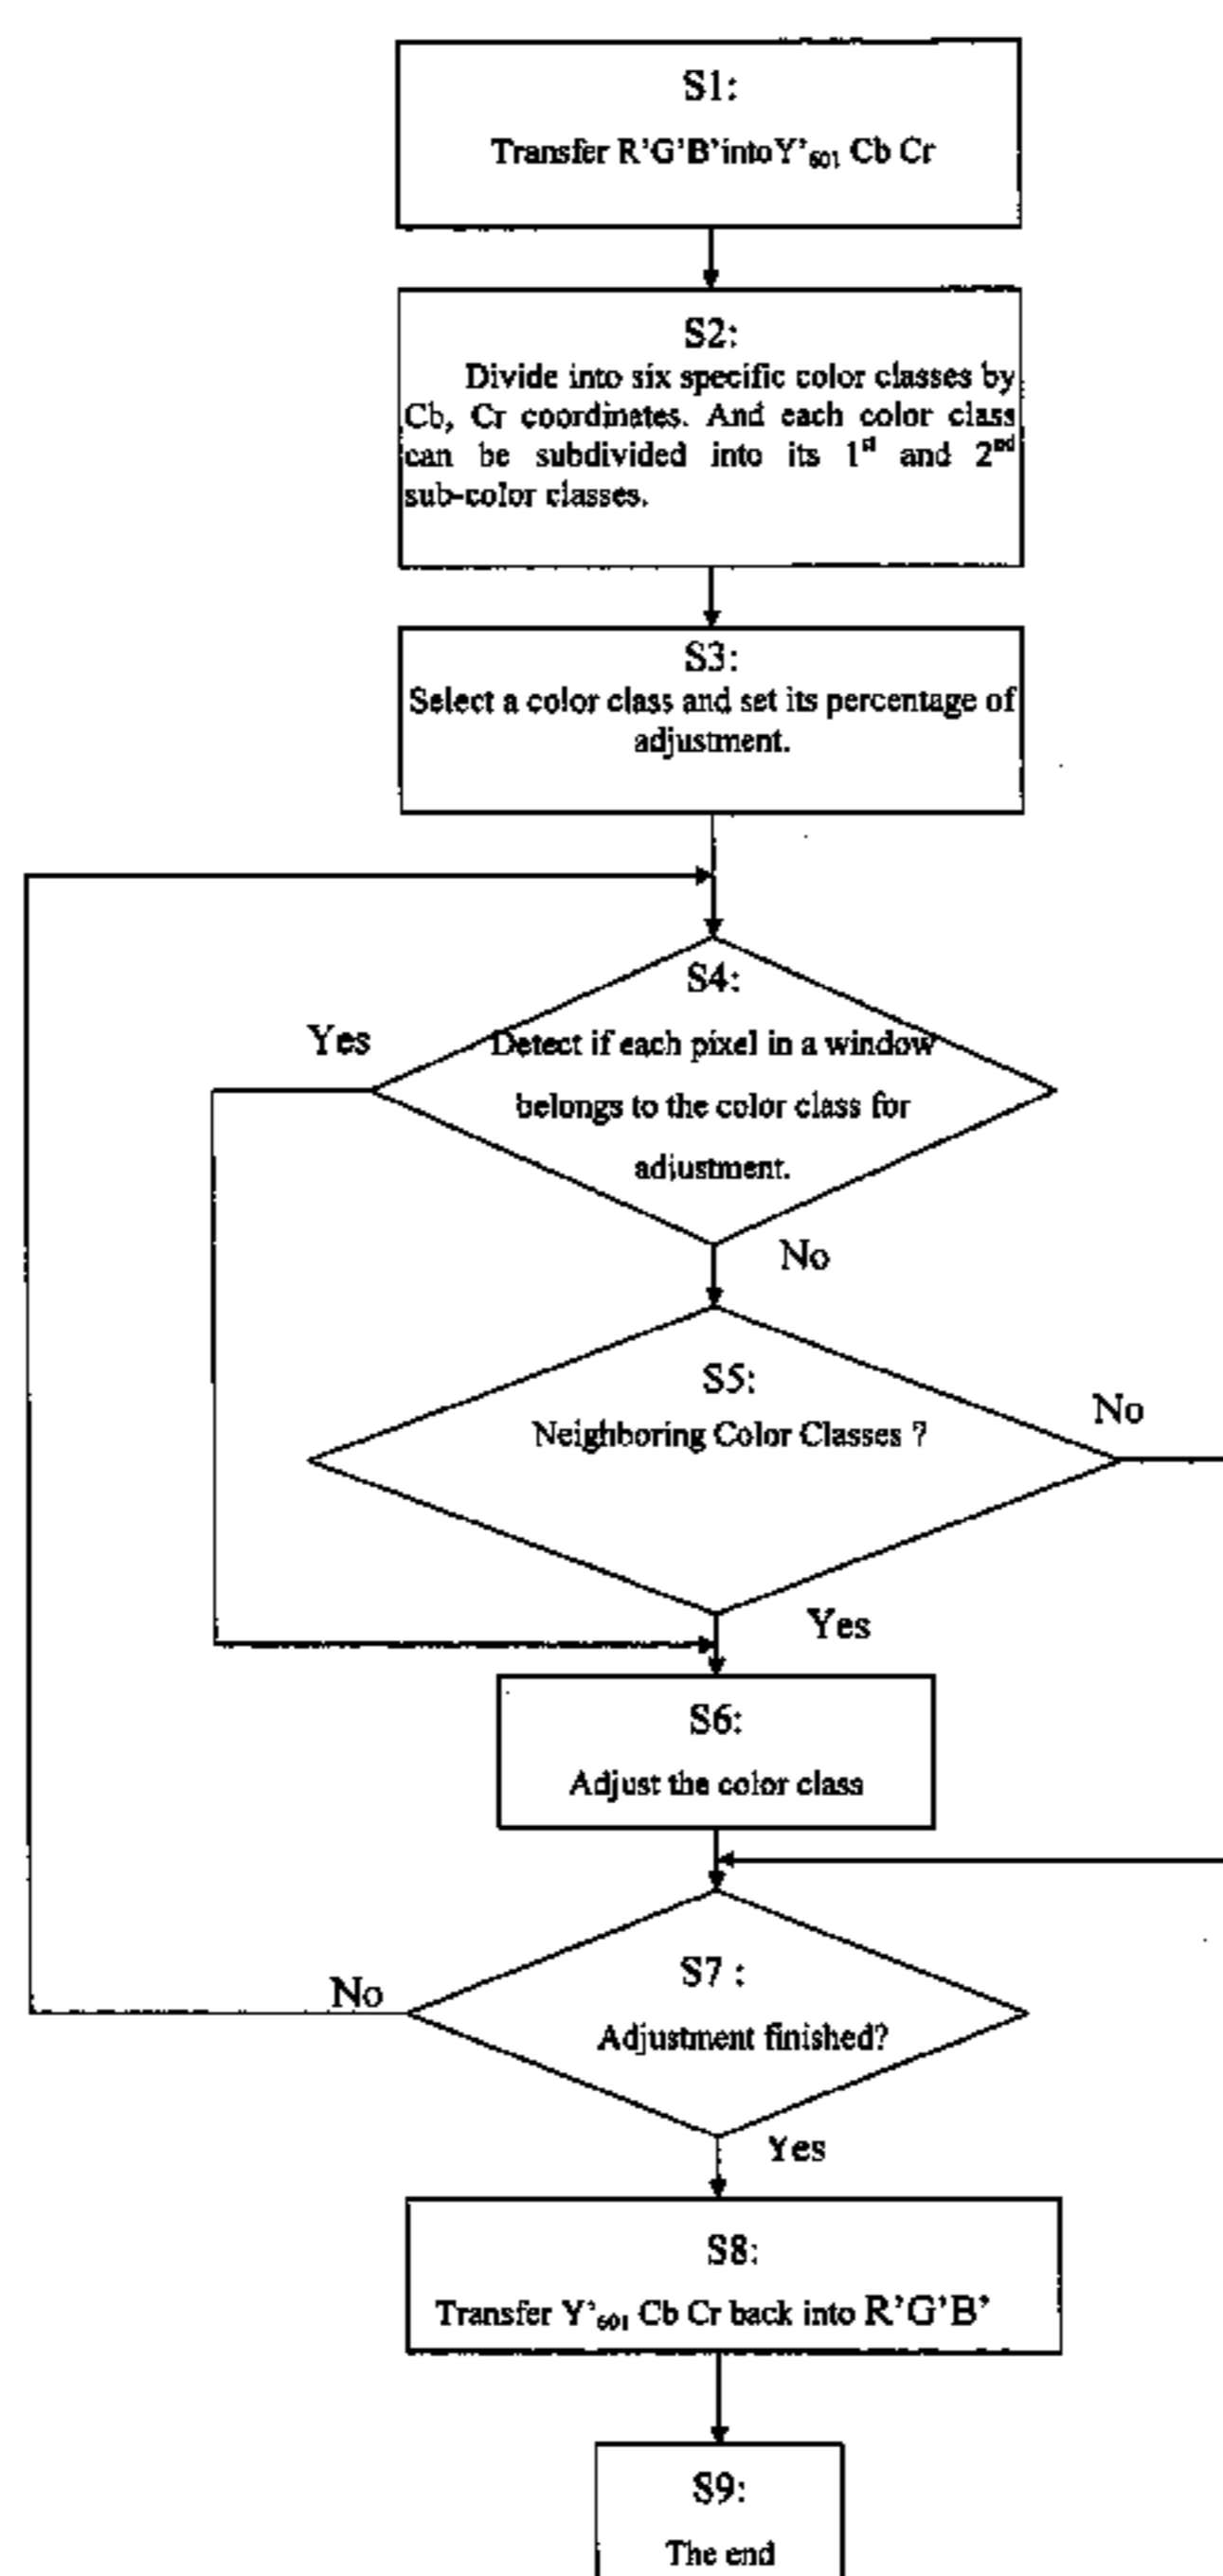 S1:
Transfer R’G’B’intoY’601 Cb Cr
S2:
Divide into six specific color classes by
Cb, Cr coordinates. And each color class
can be subdivided into its 1st and 2nd
sub-color classes.
S3:
Select a color class and set its percentage of
adjustment.
S4:
Yes
Detect if each pixel in a window
belongs to the color class for
adjustment.
No
S5:
No
Neighboring Color Classes ?
Yes
S6:
Adjust the color class
S7 :
No
Adjustment finished?
Yes
S8:
Transfer Y’601 Cb Cr back into R’G’B’
S9:
The end